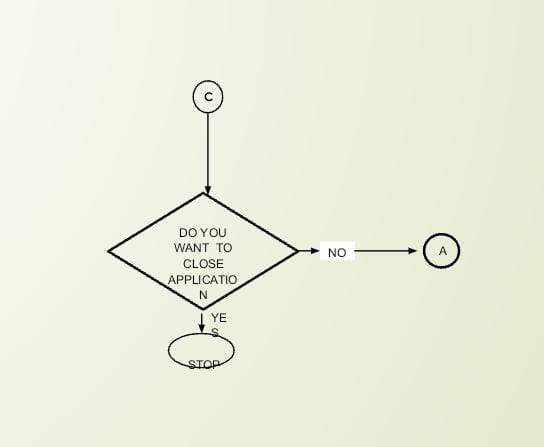 C
DO YOU
WANT TO
CLOSE
APPLICATIO
N
NO
A
YE
S
STOP